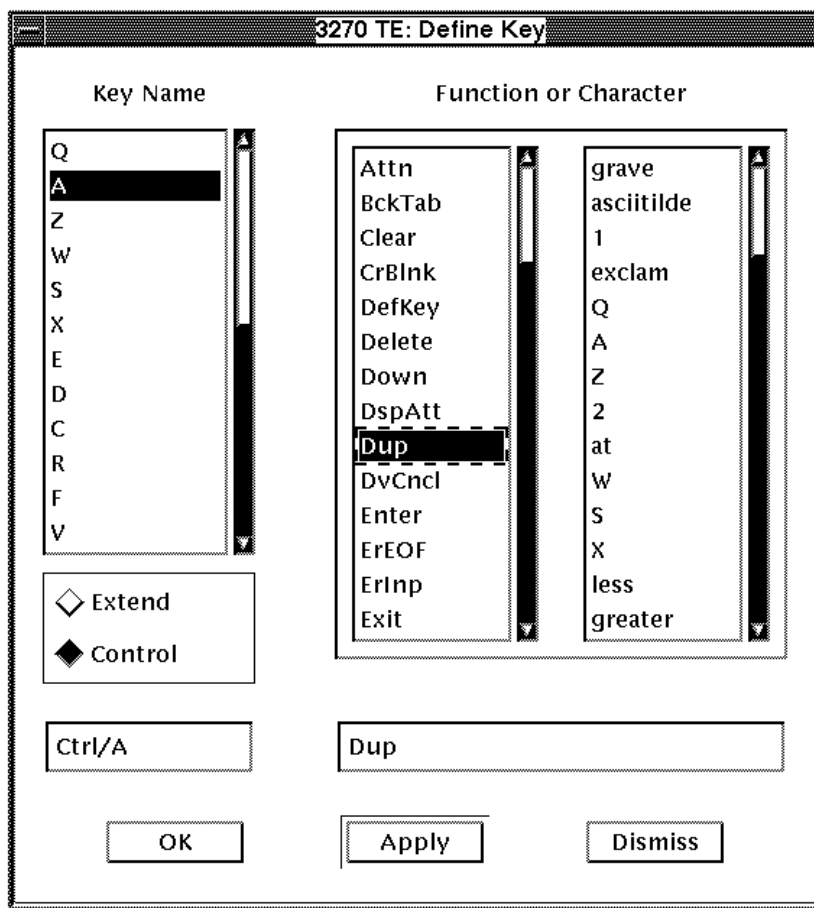 3270 TE: Define Key
Key Name
Function or Character
Q
A
Z
W
S
X
E
D
C
R
F
V
Attn
BckTab
Clear
CrBlnk
DefKey
Delete
Down
DspAtt
Dup
DvCncl
Enter
ErEOF
ErInp
Exit
grave
asciitilde
1
exclam
Q
A
Z
2
at
W
S
X
less
greater
Extend
Control
Ctrl/A
Dup
OK
Apply
Dismiss